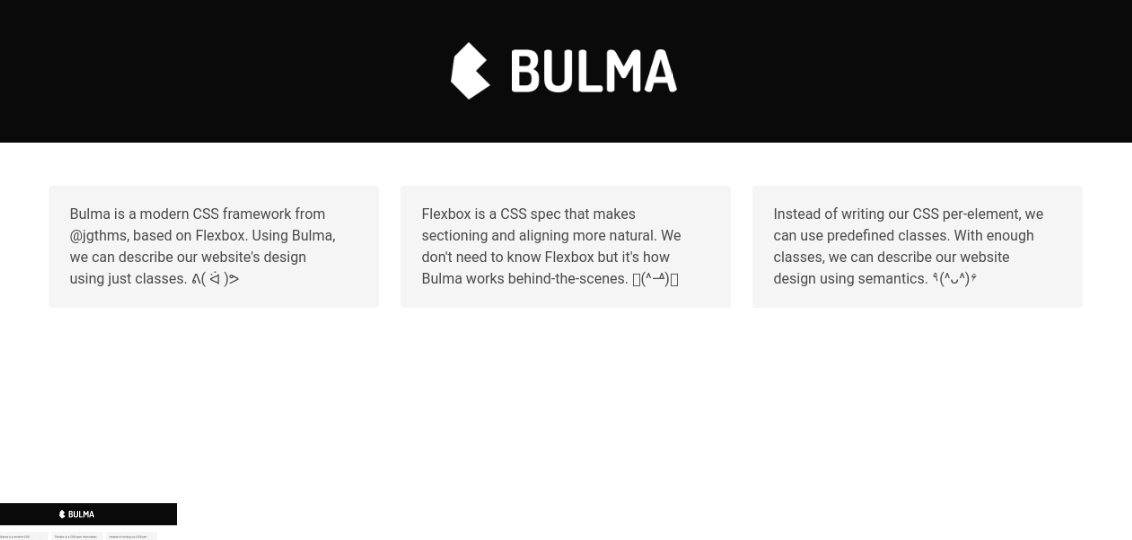 BULMA
Bulma is a modern CSS framework from
@jgthms, based on Flexbox. Using Bulma,
we can describe our website's design
using just classes. ᕕ( ᐛ )ᕗ
Flexbox is a CSS spec that makes
sectioning and aligning more natural. We
don't need to know Flexbox but it's how
Bulma works behind-the-scenes.
Instead of writing our CSS per-element, we
can use predefined classes. With enough
classes, we can describe our website
design using semantics. ٩(^ᴗ^)۶
BULMA